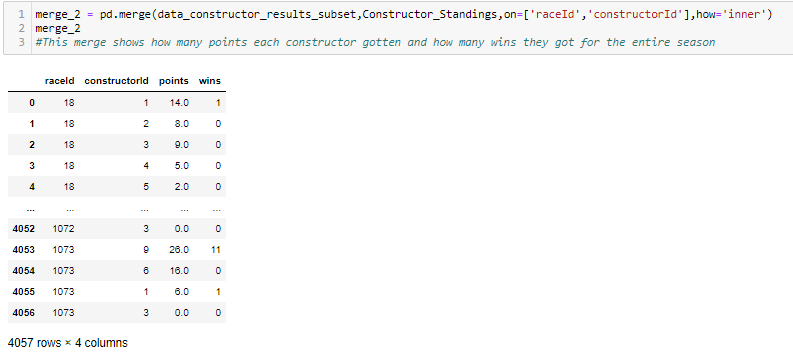 1 merge_2 = pd.merge(data_constructor_results_subset,Constructor_Standings,on=['raceId','constructorId'],how='inner')
2 merge_2
3 #This merge shows how many points each constructor gotten and how many wins they got for the entire season
raceId constructorId points wins
0 18 1 14.0 1
1 18 2 8.0 0
2 18 3 9.0 0
3 18 4 5.0 0
4 18 5 2.0 0
... ... ... ... ...
4052 1072 3 0.0 0
4053 1073 9 26.0 11
4054 1073 6 16.0 0
4055 1073 1 6.0 1
4056 1073 3 0.0 0
4057 rows × 4 columns